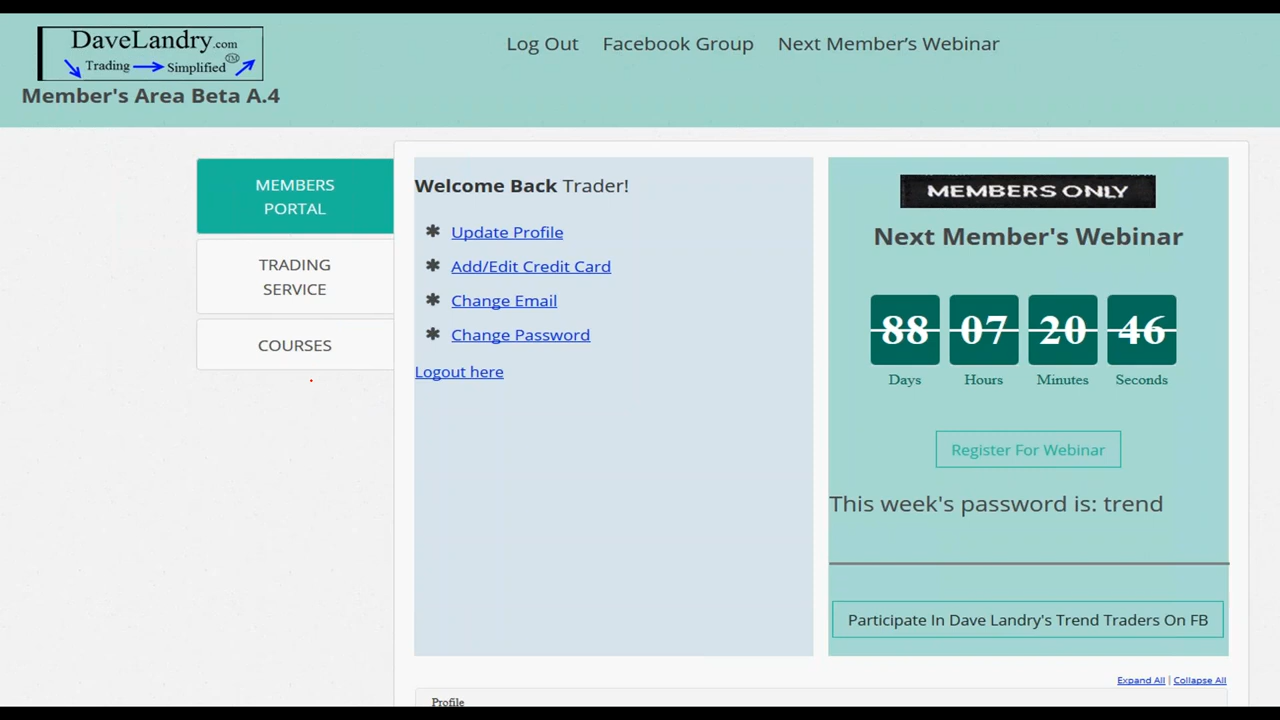 DaveLandry.com
Trading Simplified TM
Member's Area Beta A.4
Log Out Facebook Group Next Member’s Webinar
MEMBERS
PORTAL
TRADING
SERVICE
COURSES
Welcome Back Trader!
Update Profile
Add/Edit Credit Card
Change Email
Change Password
Logout here
MEMBERS ONLY
Next Member's Webinar
88 07 20 46
Days Hours Minutes Seconds
Register For Webinar
This week's password is: trend
Participate In Dave Landry's Trend Traders On FB
Expand All | Collapse All
Profile